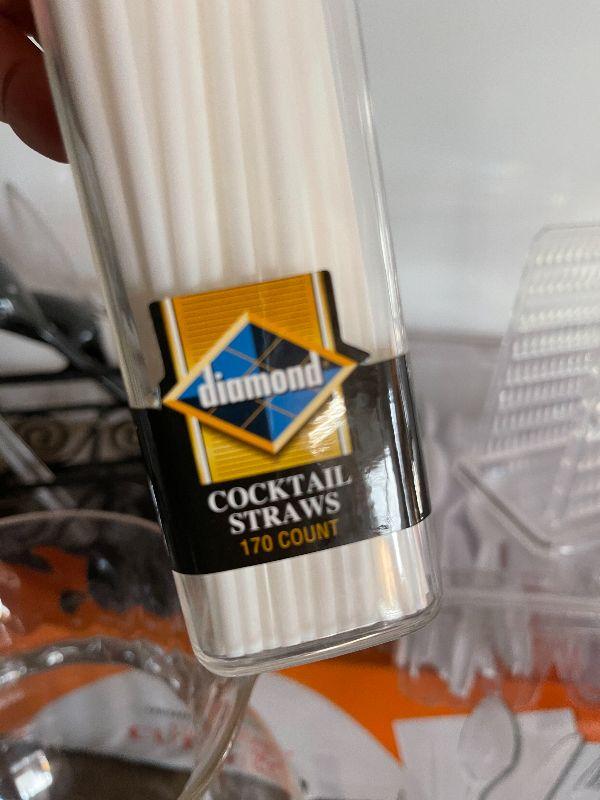 diamond®
COCKTAIL
STRAWS
170 COUNT